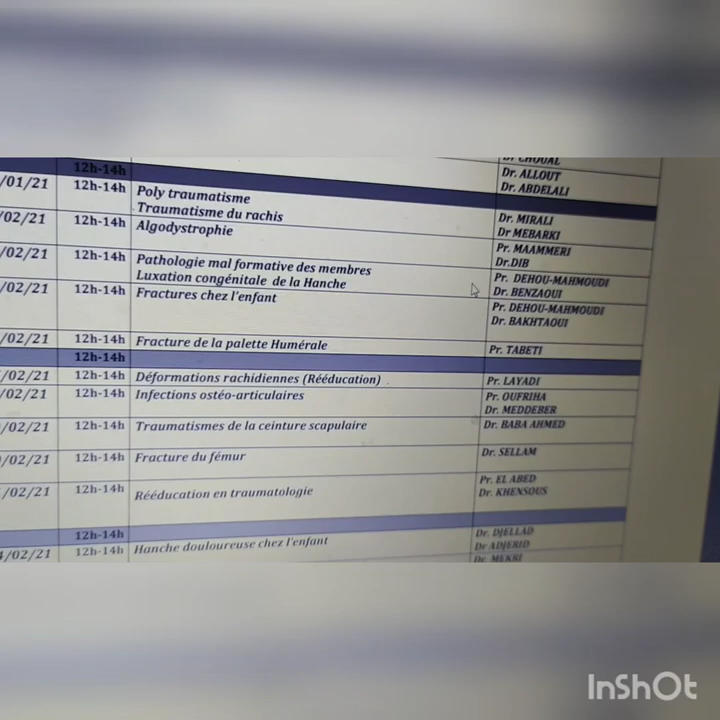 12h-14h
Dr CHOUAL
Dr. ALLOUT
/01/21 12h-14h Poly traumatisme Dr. ABDELALI
Traumatisme du rachis
/02/21 12h-14h Algodystrophie Dr. MIRALI
Dr MEBARKI
/02/21 12h-14h Pathologie mal formative des membres Pr. MAAMMERI
Luxation congénitale de la Hanche Dr.DIB
/02/21 12h-14h Fractures chez l'enfant Pr. DEHOU-MAHMOUDI
Dr. BENZAOUI
Pr. DEHOU-MAHMOUDI
Dr. BAKHTAOUI
/02/21 12h-14h Fracture de la palette Humérale Pr. TABETI
12h-14h
/02/21 12h-14h Déformations rachidiennes (Rééducation) Pr. LAYADI
/02/21 12h-14h Infections ostéo-articulaires Pr. OUFRIHA
Dr. MEDDEBER
/02/21 12h-14h Traumatismes de la ceinture scapulaire Dr. BABA AHMED
/02/21 12h-14h Fracture du fémur Dr. SELLAM
/02/21 12h-14h Rééducation en traumatologie Pr. EL ABED
Dr. KHENSOUS
12h-14h
4/02/21 12h-14h Hanche douloureuse chez l'enfant Dr. DJELLAD
Dr ADJERID
Dr. MEKKI
InShOt